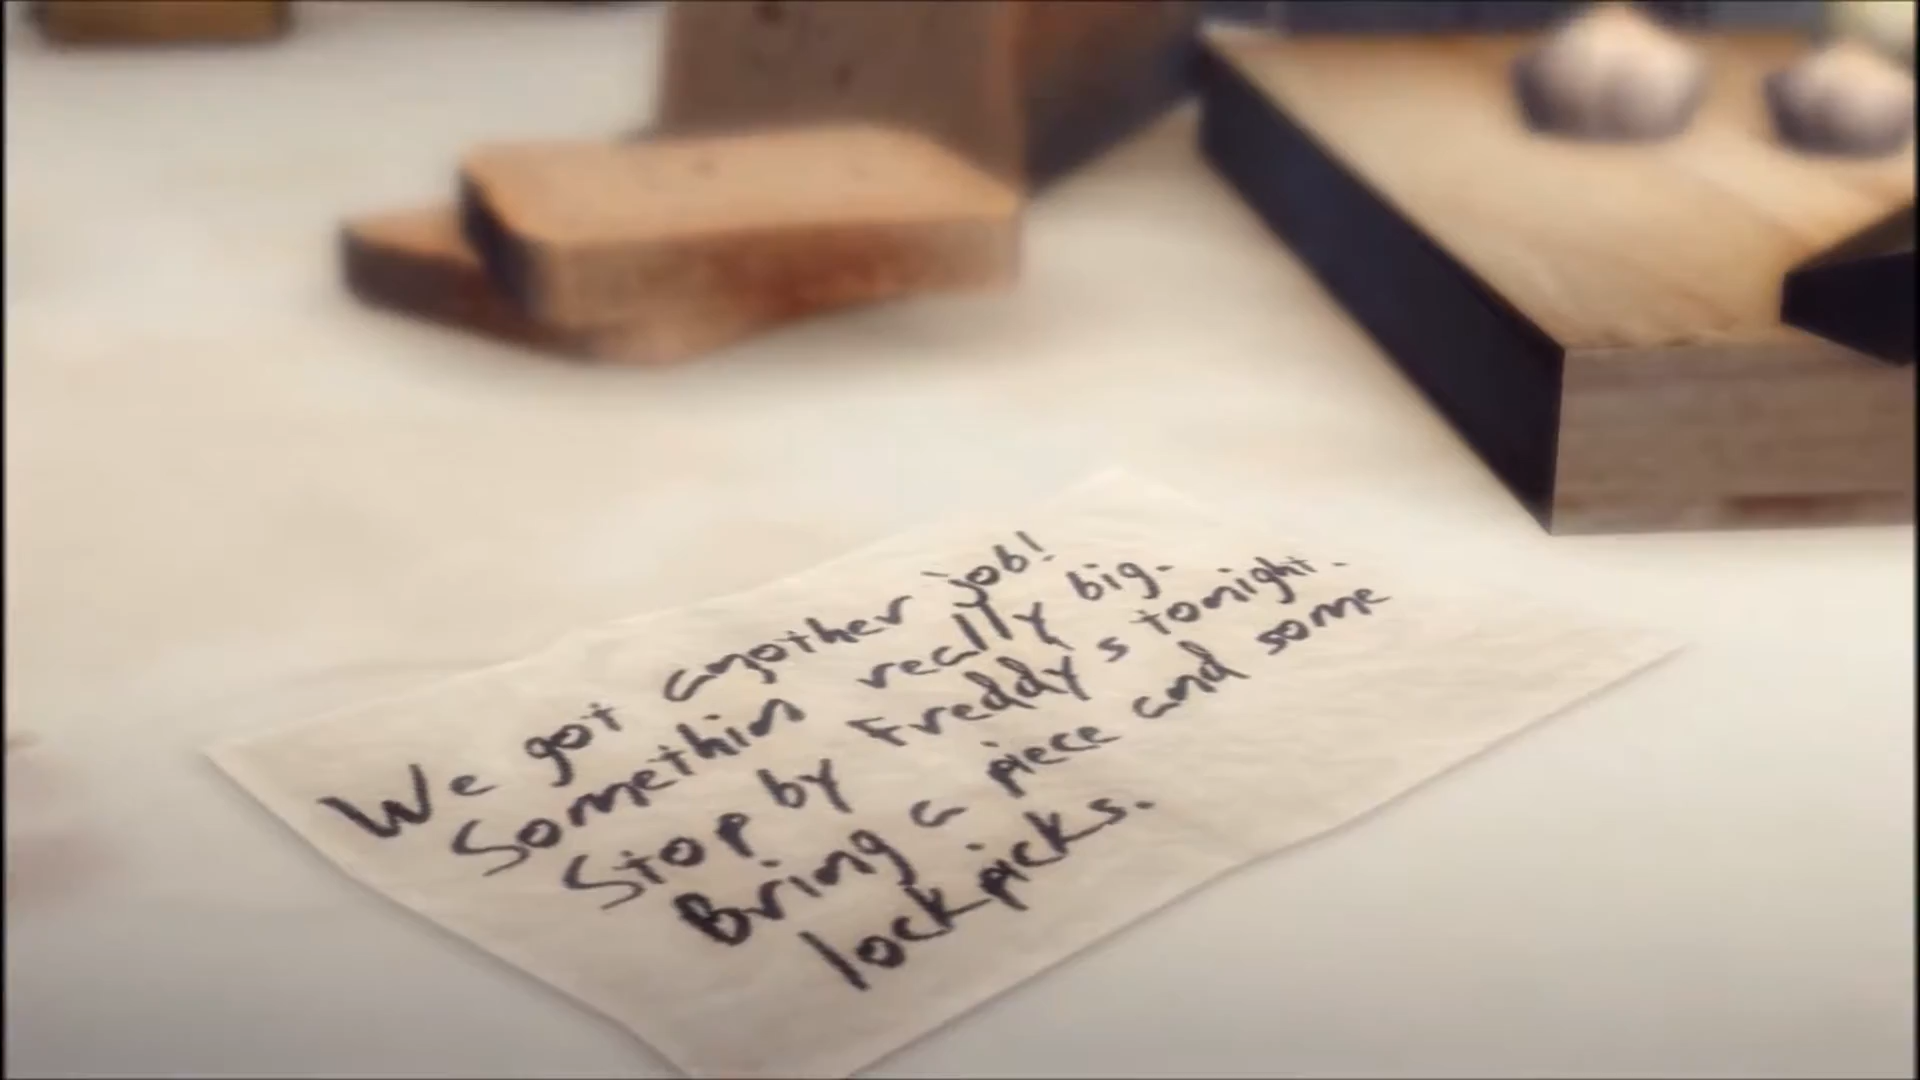 We got another job!
Somethin really big.
Stop by Freddy s tonight.
Bring a piece and some
lockpicks.